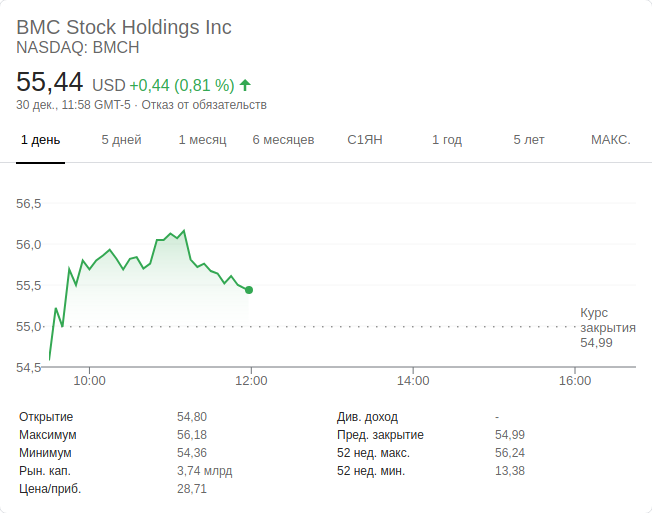 BMC Stock Holdings Inc
NASDAQ: BMCH
55,44 USD +0,44 (0,81 %)
30 дек., 11:58 GMT-5 · Отказ от обязательств
1 день 5 дней 1 месяц 6 месяцев С1ЯН 1 год 5 лет МАКС.
56,5
56,0
55,5
55,0
54,5
Курс
закрытия
54,99
10:00 12:00 14:00 16:00
Открытие 54,80 Див. доход -
Максимум 56,18 Пред. закрытие 54,99
Минимум 54,36 52 нед. макс. 56,24
Рын. кап. 3,74 млрд 52 нед. мин. 13,38
Цена/приб. 28,71